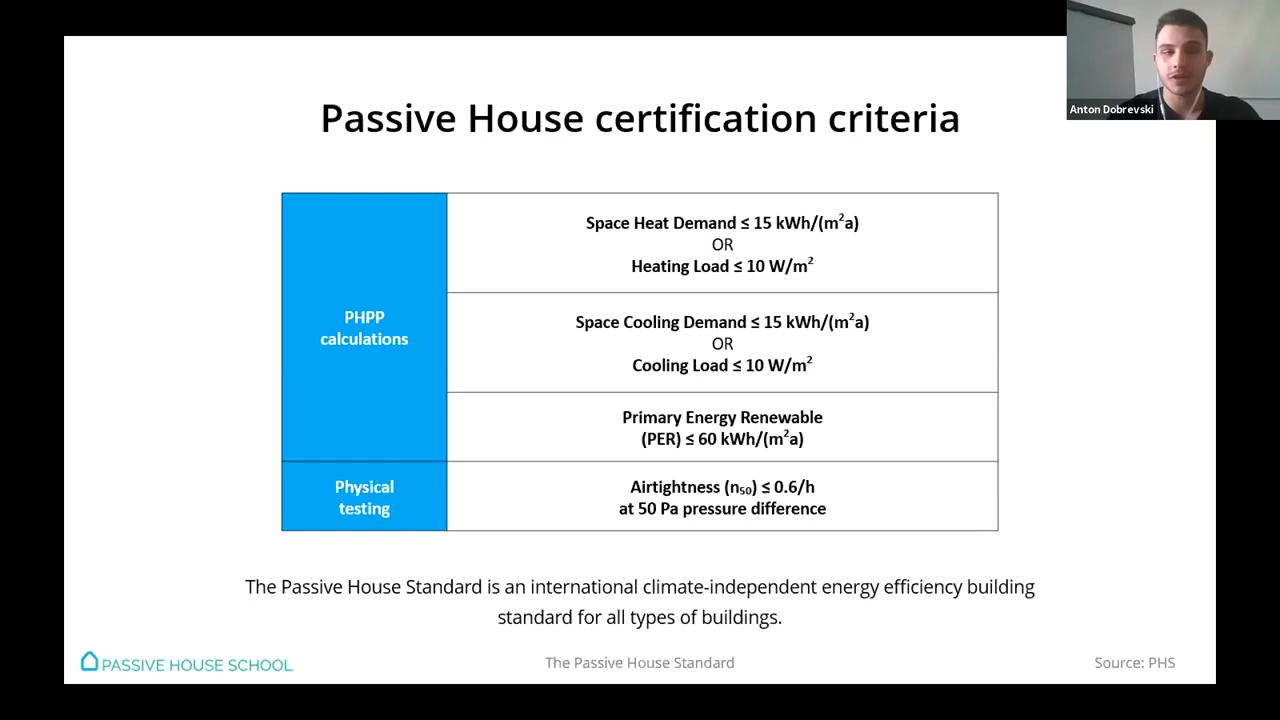 Anton Dobrevski
Passive House certification criteria
PHPP
calculations
Space Heat Demand ≤ 15 kWh/(m²a)
OR
Heating Load ≤ 10 W/m²
Space Cooling Demand ≤ 15 kWh/(m²a)
OR
Cooling Load ≤ 10 W/m²
Primary Energy Renewable
(PER) ≤ 60 kWh/(m²a)
Physical
testing
Airtightness (n₅₀) ≤ 0.6/h
at 50 Pa pressure difference
The Passive House Standard is an international climate-independent energy efficiency building
standard for all types of buildings.
PASSIVE HOUSE SCHOOL
The Passive House Standard
Source: PHS